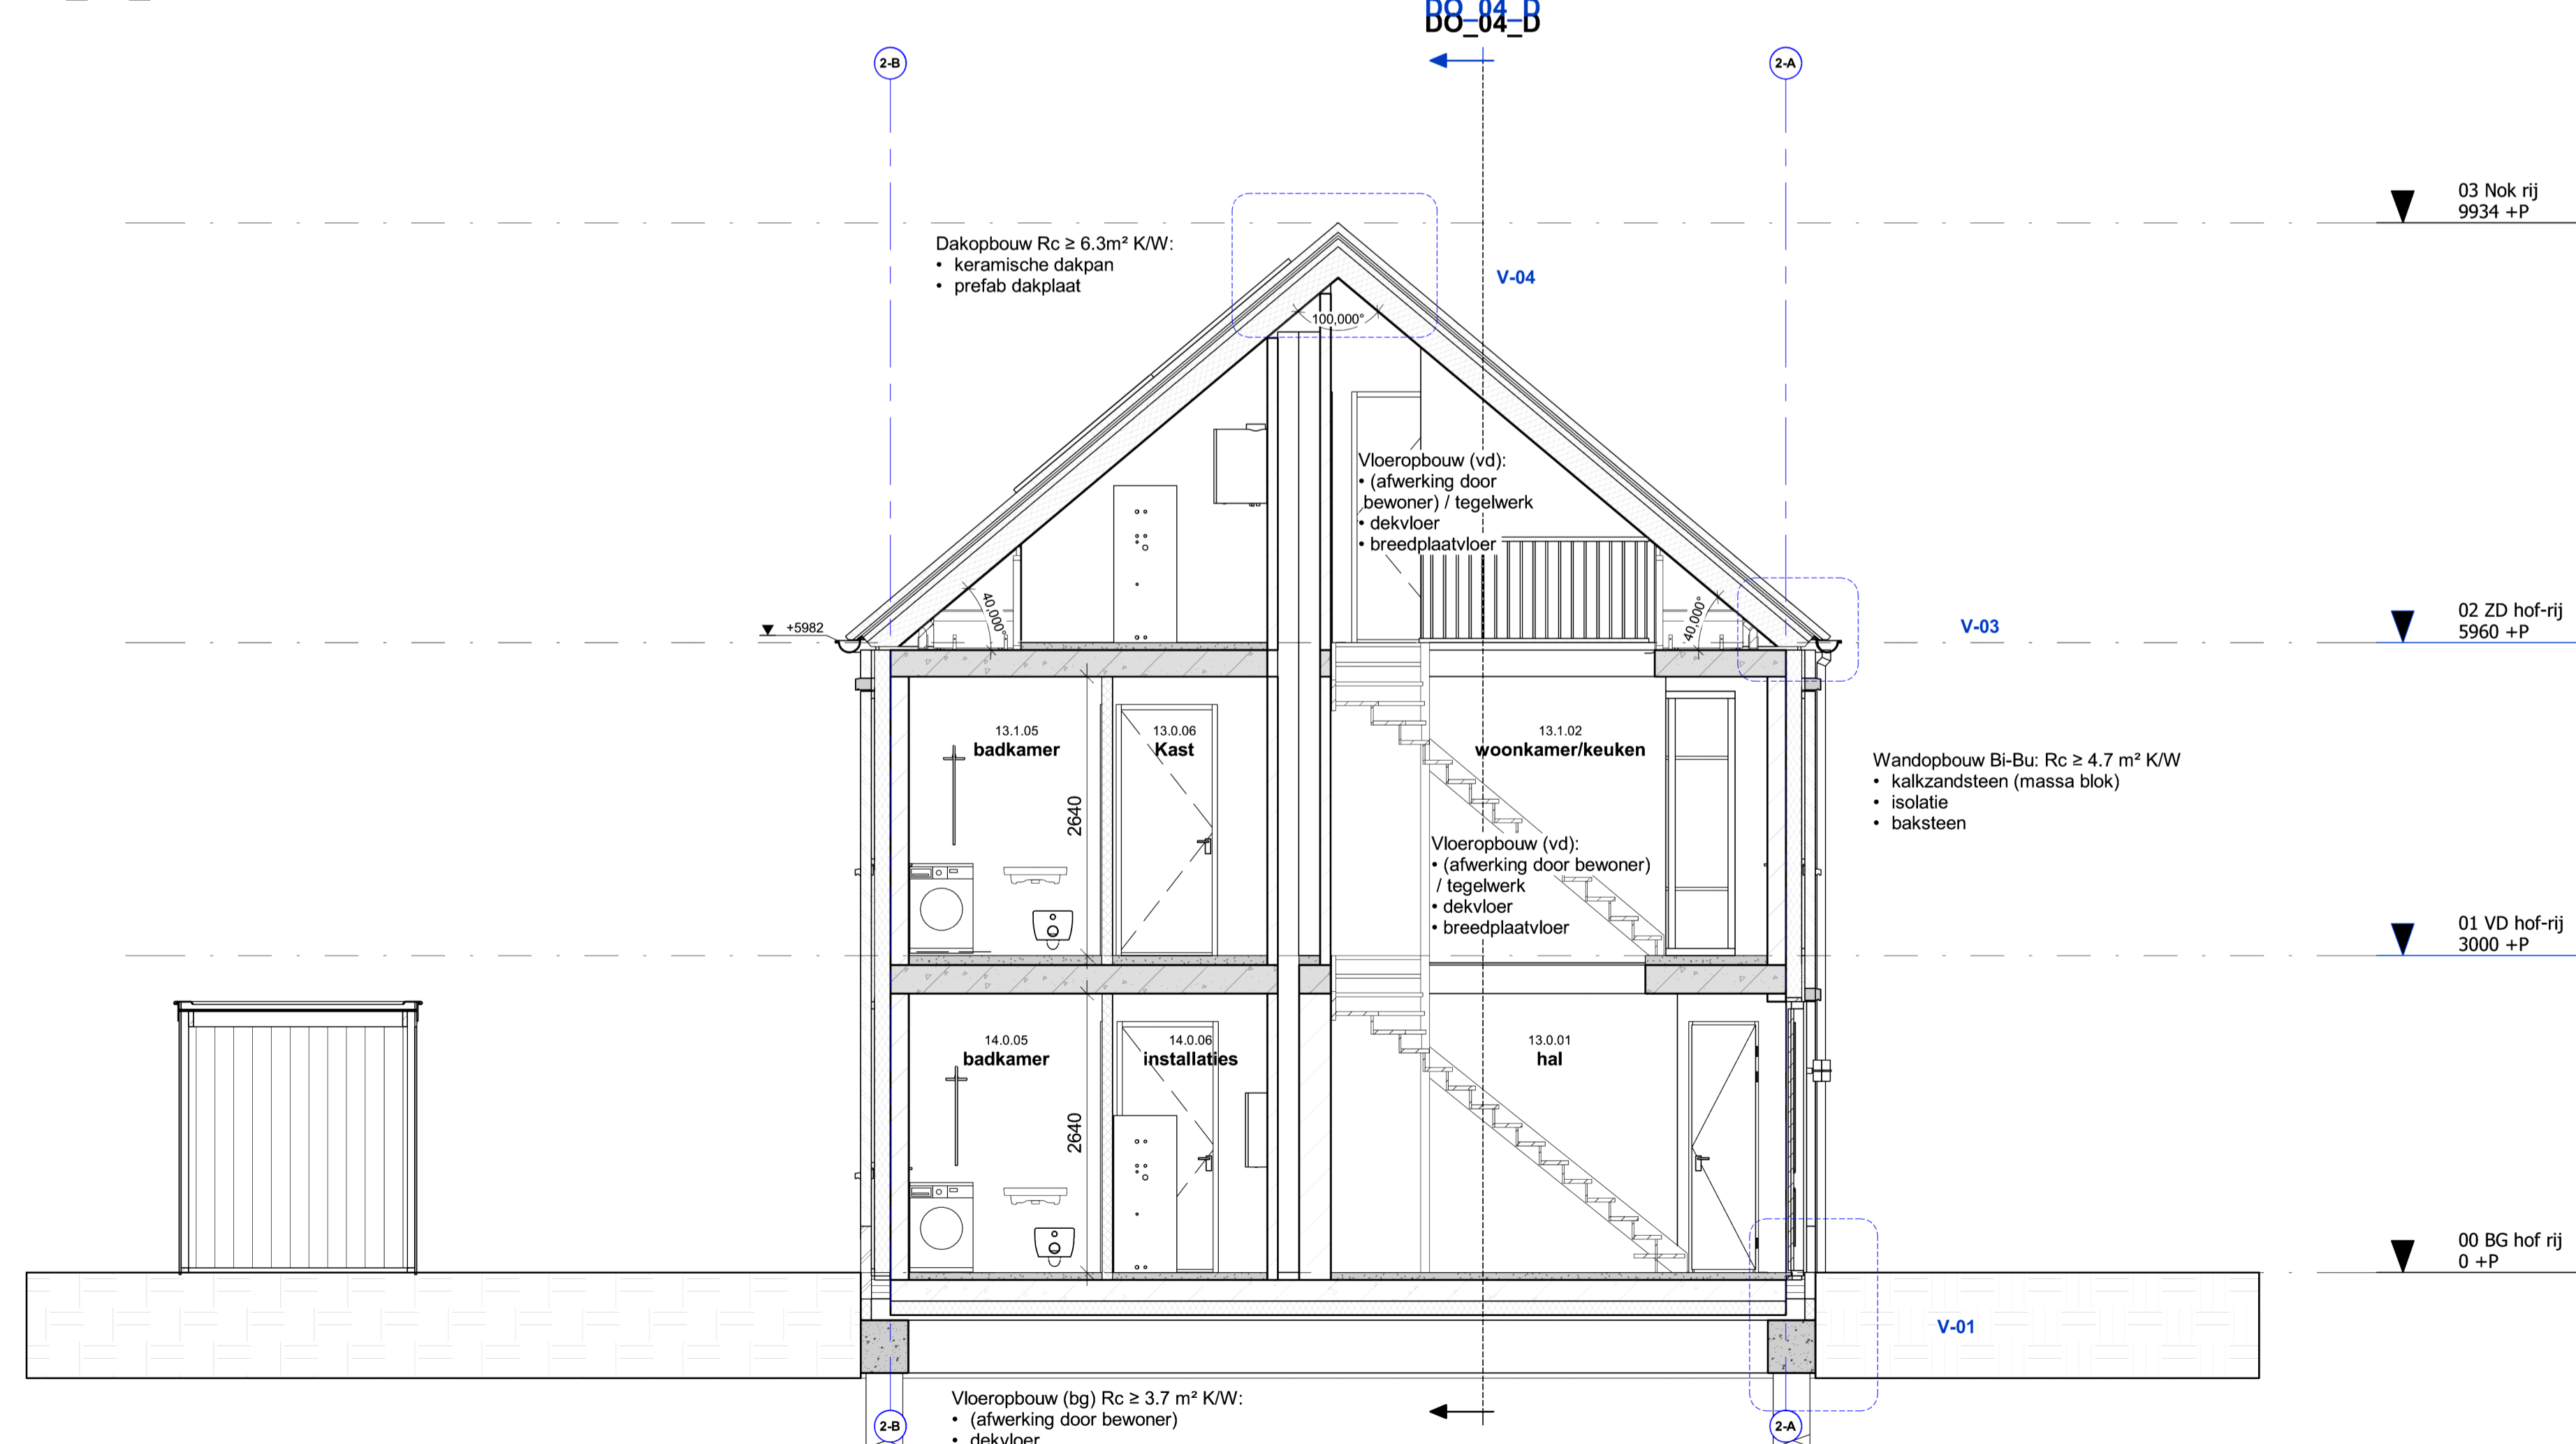 DO_04_D
DO_04_D
2-B
2-A
03 Nok rij
9934 +P
Dakopbouw Rc ≥ 6.3m² K/W:
• keramische dakpan
• prefab dakplaat
V-04
100,000°
Vloeropbouw (vd):
• (afwerking door
bewoner) / tegelwerk
• dekvloer
• breedplaatvloer
40,000°
40,000°
+5982
V-03
02 ZD hof-rij
5960 +P
13.1.05
badkamer
13.0.06
Kast
13.1.02
woonkamer/keuken
2640
Wandopbouw Bi-Bu: Rc ≥ 4.7 m² K/W
• kalkzandsteen (massa blok)
• isolatie
• baksteen
Vloeropbouw (vd):
• (afwerking door bewoner)
/ tegelwerk
• dekvloer
• breedplaatvloer
01 VD hof-rij
3000 +P
14.0.05
badkamer
14.0.06
installaties
13.0.01
hal
2640
00 BG hof rij
0 +P
V-01
Vloeropbouw (bg) Rc ≥ 3.7 m² K/W:
• (afwerking door bewoner)
• dekvloer
2-B
2-A